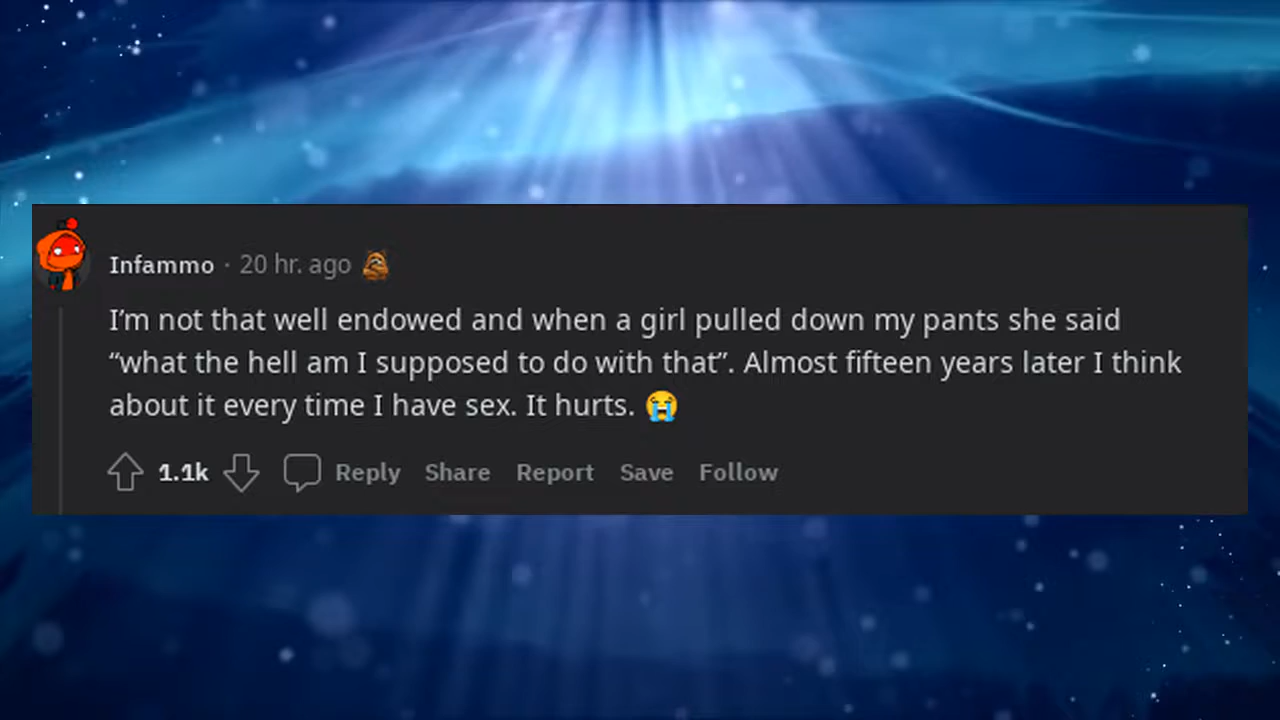 Infammo · 20 hr. ago
I’m not that well endowed and when a girl pulled down my pants she said
“what the hell am I supposed to do with that”. Almost fifteen years later I think
about it every time I have sex. It hurts. 😭
1.1k Reply Share Report Save Follow